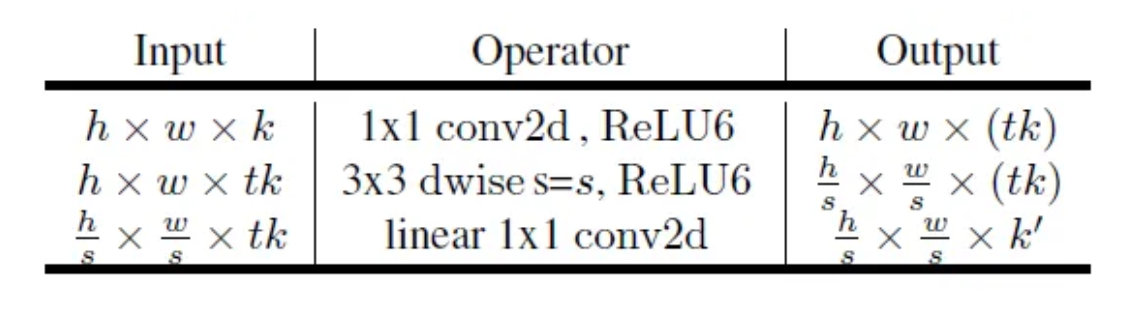 Input Operator Output
h × w × k 1x1 conv2d , ReLU6 h × w × (tk)
h × w × tk 3x3 dwise s=s, ReLU6 h/s × w/s × (tk)
h/s × w/s × tk linear 1x1 conv2d h/s × w/s × k′